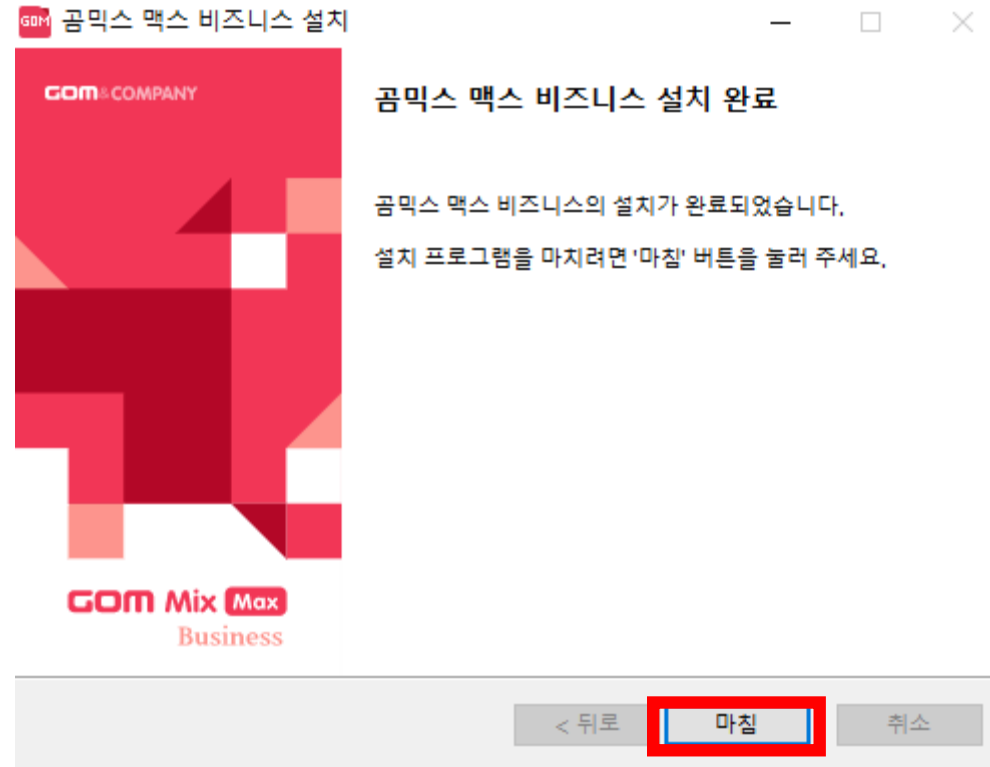 GOM 곰믹스 맥스 비즈니스 설치
GOM&COMPANY
곰믹스 맥스 비즈니스 설치 완료
곰믹스 맥스 비즈니스의 설치가 완료되었습니다.
설치 프로그램을 마치려면 '마침' 버튼을 눌러 주세요.
GOM Mix Max
Business
< 뒤로 마침 취소